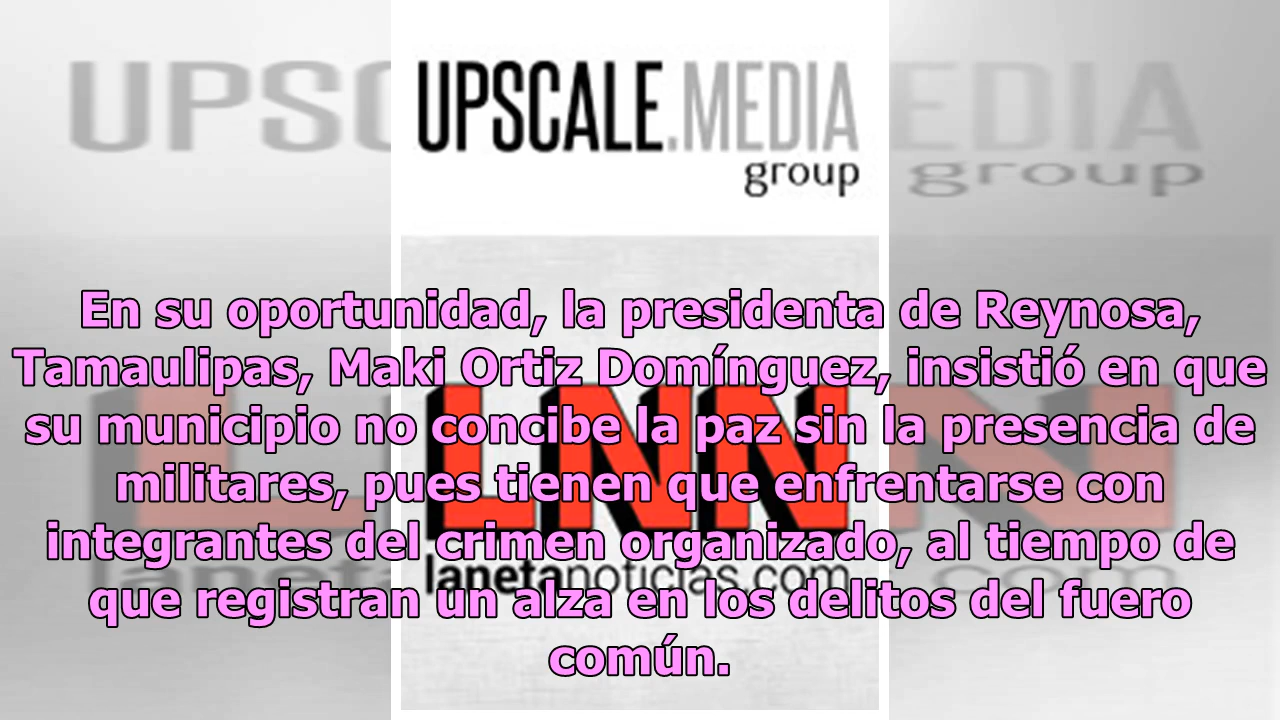 UPSCALE.MEDIA
group
En su oportunidad, la presidenta de Reynosa,
Tamaulipas, Maki Ortiz Domínguez, insistió en que
su municipio no concibe la paz sin la presencia de
militares, pues tienen que enfrentarse con
integrantes del crimen organizado, al tiempo de
que registran un alza en los delitos del fuero
común.
LNN
lanetanoticias.com